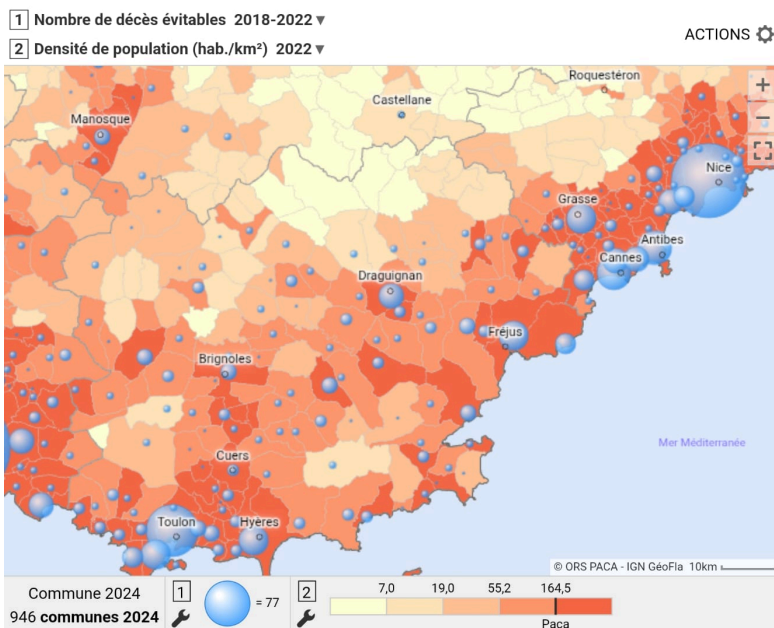 1 Nombre de décès évitables 2018-2022 ▾
2 Densité de population (hab./km²) 2022 ▾
ACTIONS
Roquestéron
+
Castellane
Manosque
−
Nice
Grasse
Antibes
Cannes
Draguignan
Fréjus
Brignoles
Mer Méditerranée
Cuers
Toulon
Hyères
© ORS PACA - IGN GéoFla 10km
Commune 2024
946 communes 2024
1
= 77
2
7,0 19,0 55,2 164,5
Paca